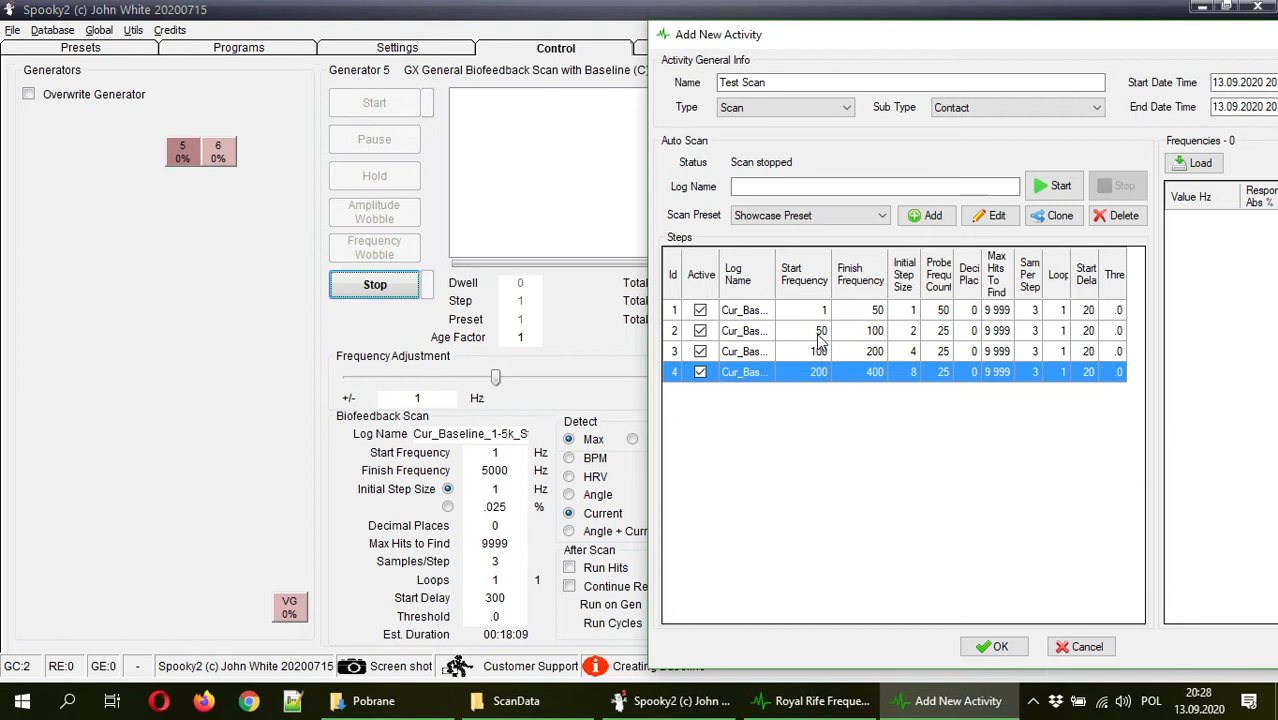 Spooky2 (c) John White 20200715
File Database Global Utils Credits
Presets Programs Settings Control
Generators
Overwrite Generator
5 6
0% 0%
VG
0%
Generator 5 GX General Biofeedback Scan with Baseline (C)
Start
Pause
Hold
Amplitude
Wobble
Frequency
Wobble
Stop
Dwell 0 Total
Step 1 Total
Preset 1 Total
Age Factor 1
Frequency Adjustment
+/- 1 Hz
Biofeedback Scan
Log Name Cur_Baseline_1-5k_S
Start Frequency 1 Hz
Finish Frequency 5000 Hz
Initial Step Size 1 Hz
.025 %
Decimal Places 0
Max Hits to Find 9999
Samples/Step 3
Loops 1 1
Start Delay 300
Threshold .0
Est. Duration 00:18:09
Detect
Max
BPM
HRV
Angle
Current
Angle + Curr
After Scan
Run Hits
Continue Re
Run on Gen
Run Cycles
GC:2 RE:0 GE:0 - Spooky2 (c) John White 20200715 Screen shot Customer Support Creating Baseline
Add New Activity
Activity General Info
Name Test Scan Start Date Time 13.09.2020 20
Type Scan Sub Type Contact End Date Time 13.09.2020 20
Auto Scan
Status Scan stopped
Log Name Start Stop
Scan Preset Showcase Preset Add Edit Clone Delete
Steps
Id Active Log Name Start Frequency Finish Frequency Initial Step Size Probe Frequ Count Deci Plac Max Hits To Find Sam Per Step Loop Start Dela Thre
1 Cur_Bas... 1 50 1 50 0 9 999 3 1 20 .0
2 Cur_Bas... 50 100 2 25 0 9 999 3 1 20 .0
3 Cur_Bas... 100 200 4 25 0 9 999 3 1 20 .0
4 Cur_Bas... 200 400 8 25 0 9 999 3 1 20 .0
Frequencies - 0
Load
Value Hz Respon Abs %
OK Cancel
Pobrane ScanData Spooky2 (c) John ... Royal Rife Freque... Add New Activity POL 20:28
13.09.2020